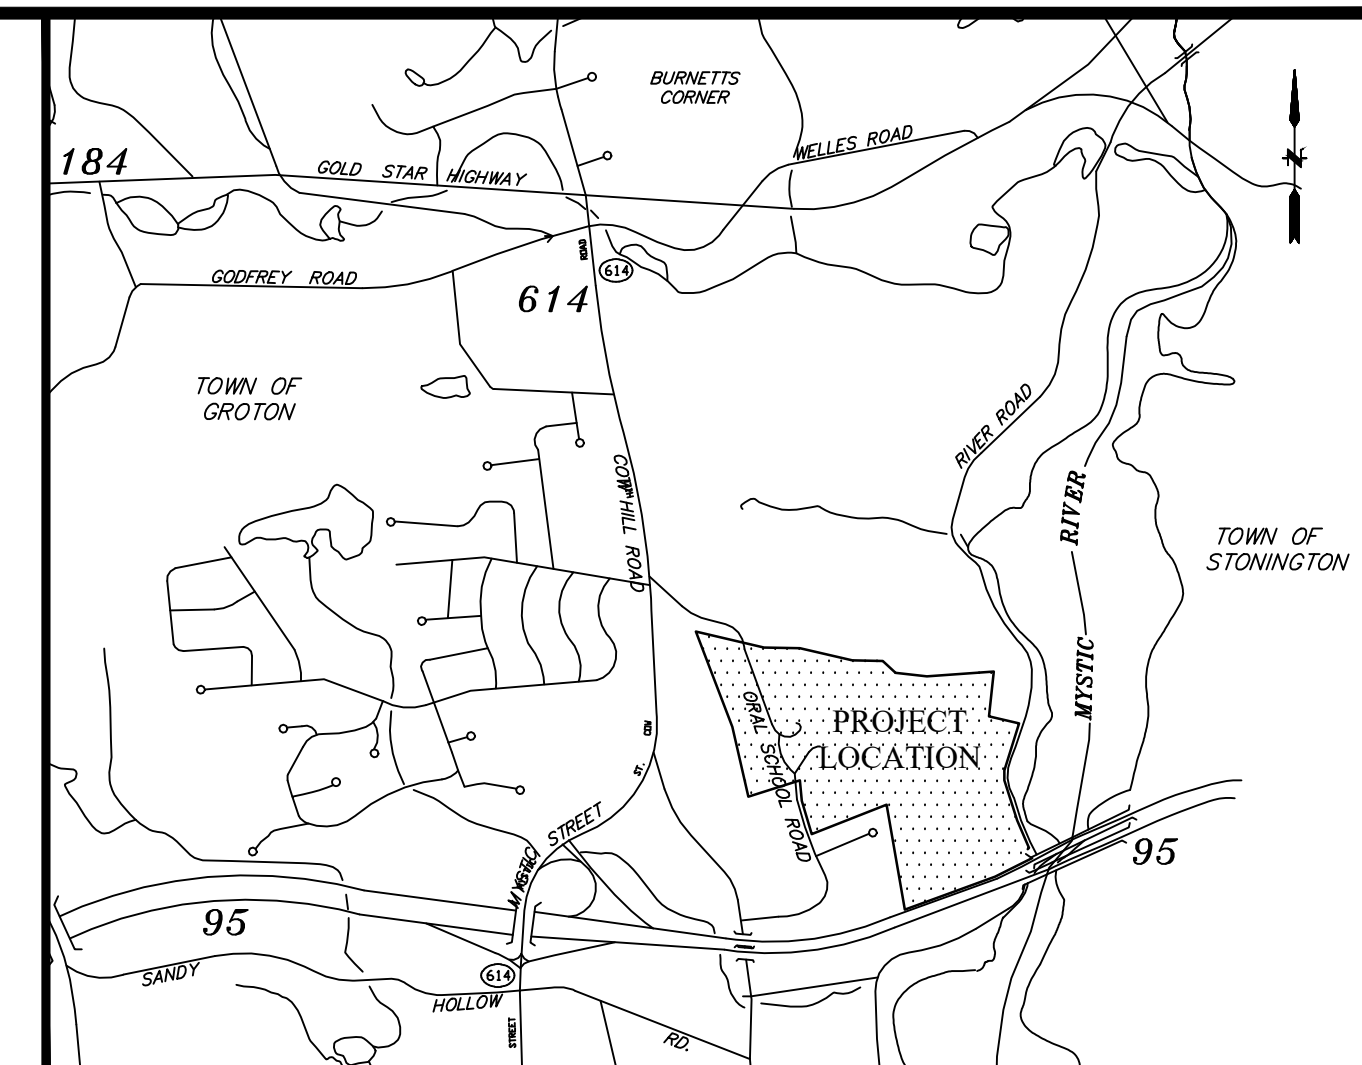 BURNETTS
CORNER
184
GOLD STAR HIGHWAY
WELLES ROAD
N
ROAD
614
GODFREY ROAD
614
TOWN OF
GROTON
RIVER ROAD
COW HILL ROAD
RIVER
TOWN OF
STONINGTON
MYSTIC
ORAL SCHOOL ROAD
PROJECT
LOCATION
COW
ST.
MYSTIC STREET
95
95
SANDY
614
HOLLOW
STREET
RD.